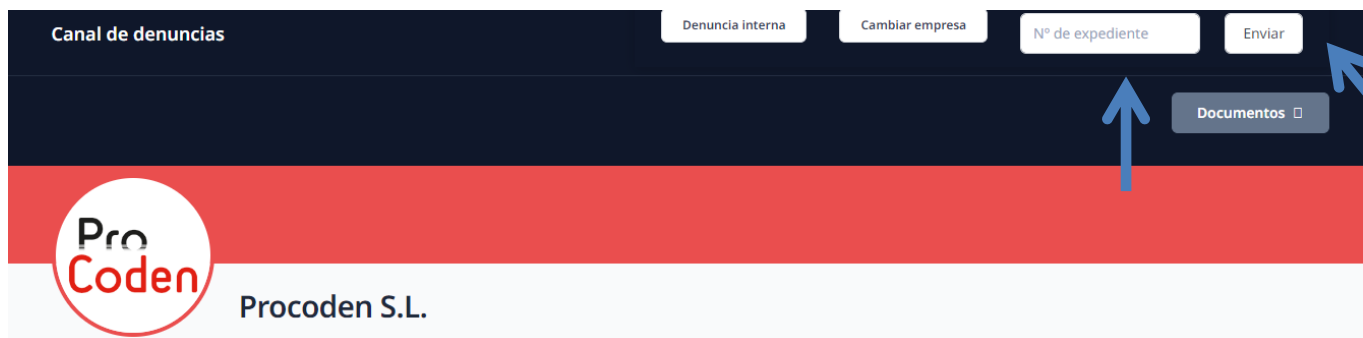 Canal de denuncias
Denuncia interna
Cambiar empresa
Nº de expediente
Enviar
Documentos
Pro
Coden
Procoden S.L.